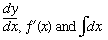 dy/dx, f′(x) and ∫dx